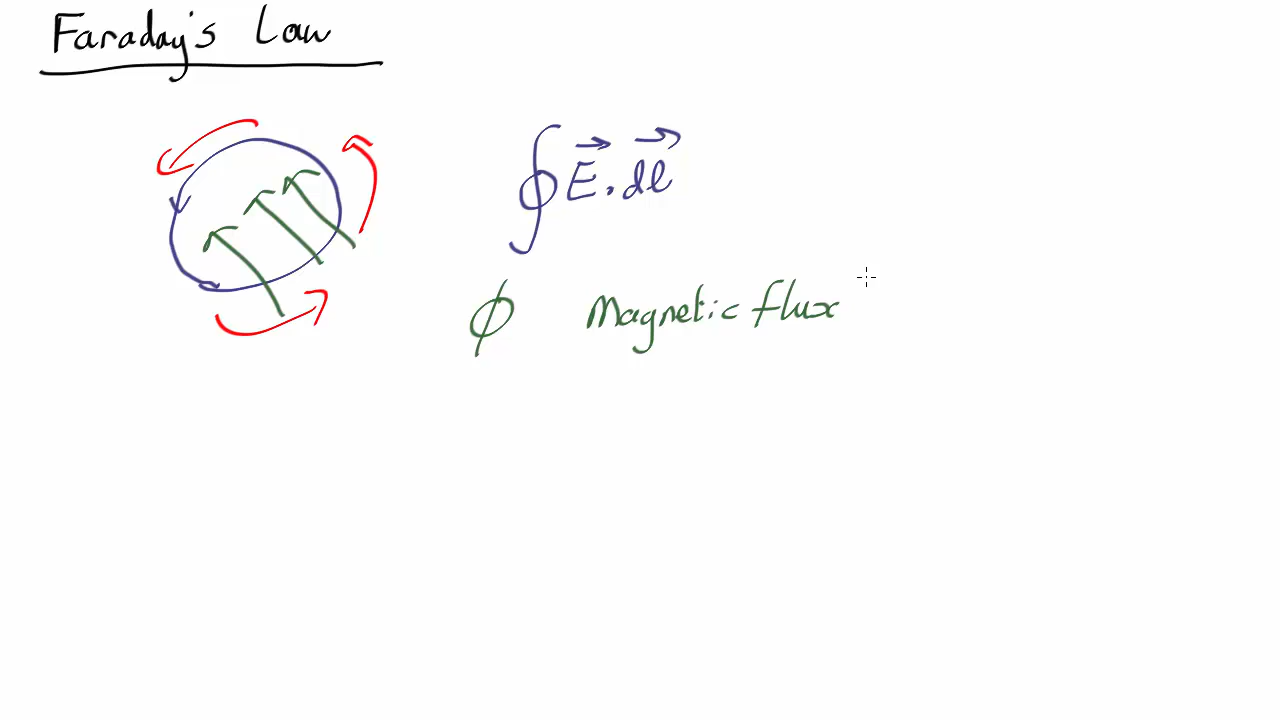 Faraday's Law
∮ E⃗ . dl⃗
ϕ Magnetic flux